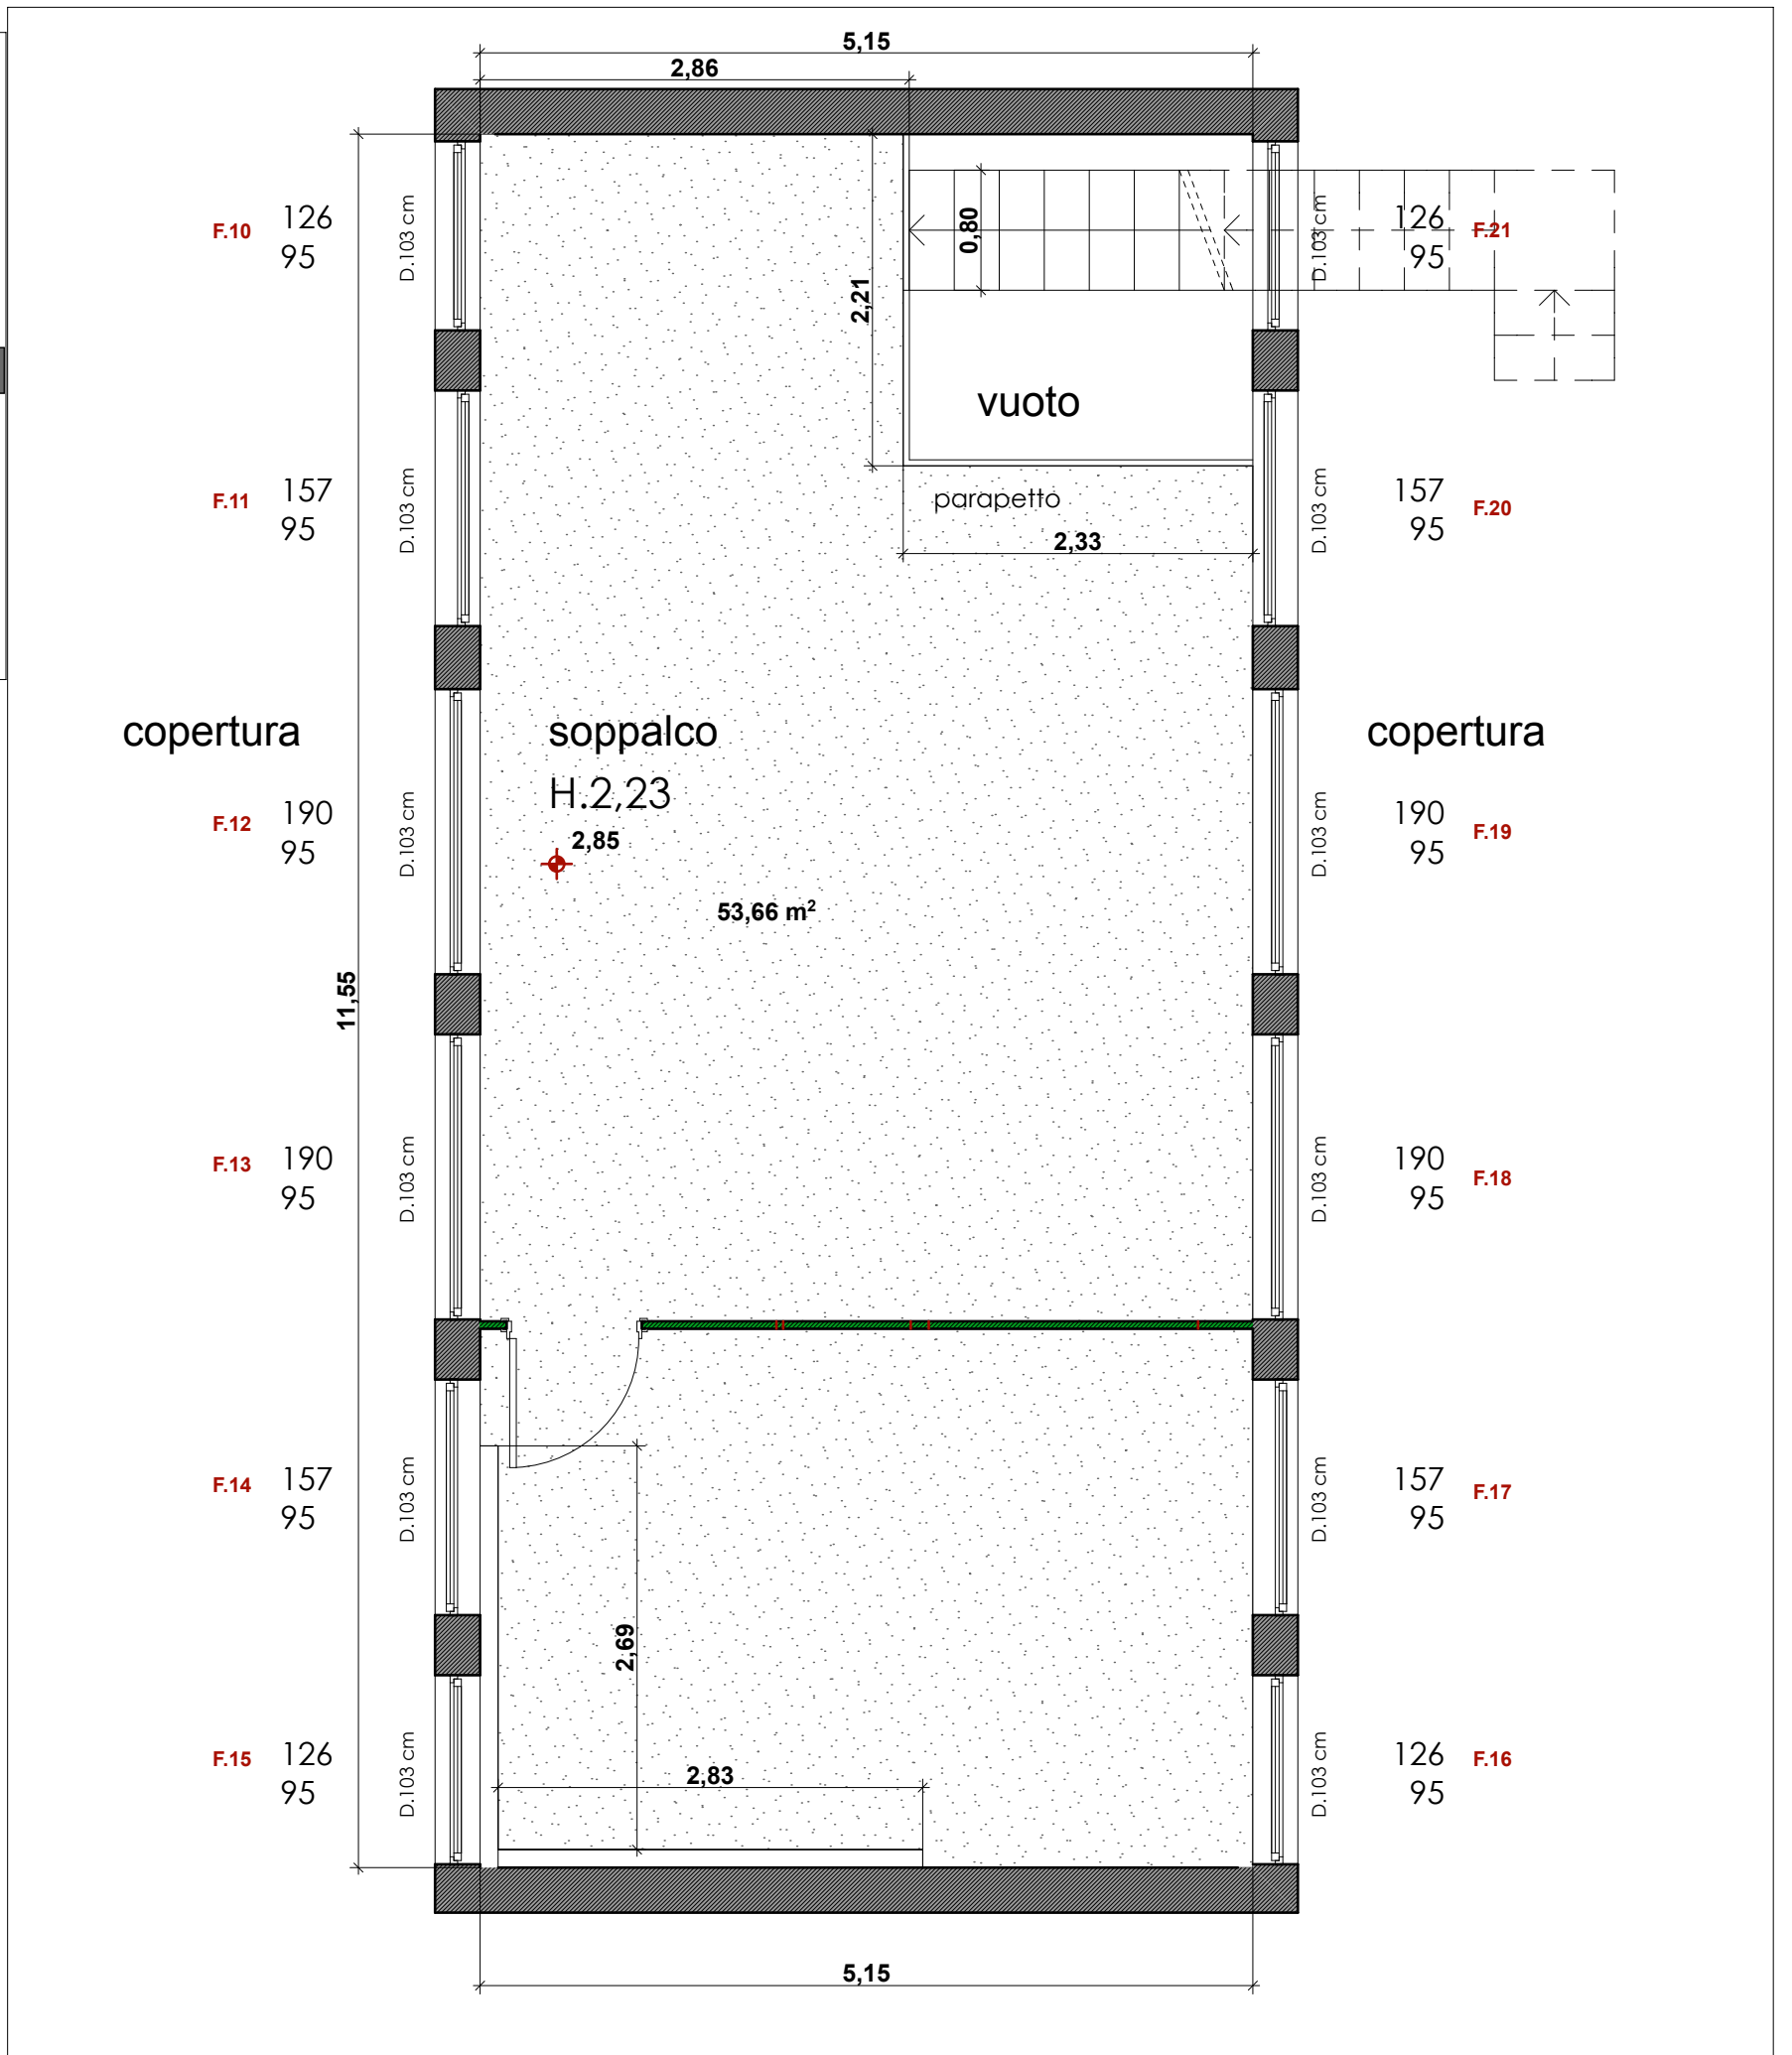 5,15
2,86
F.10
126
95
D.103 cm
0,80
D.103 cm
126
95
F.21
2,21
vuoto
F.11
157
95
D.103 cm
parapetto
2,33
D.103 cm
157
95
F.20
copertura
soppalco
copertura
H.2,23
2,85
F.12
190
95
D.103 cm
D.103 cm
190
95
F.19
53,66 m²
11,55
F.13
190
95
D.103 cm
D.103 cm
190
95
F.18
F.14
157
95
D.103 cm
D.103 cm
157
95
F.17
2,69
F.15
126
95
D.103 cm
2,83
D.103 cm
126
95
F.16
5,15